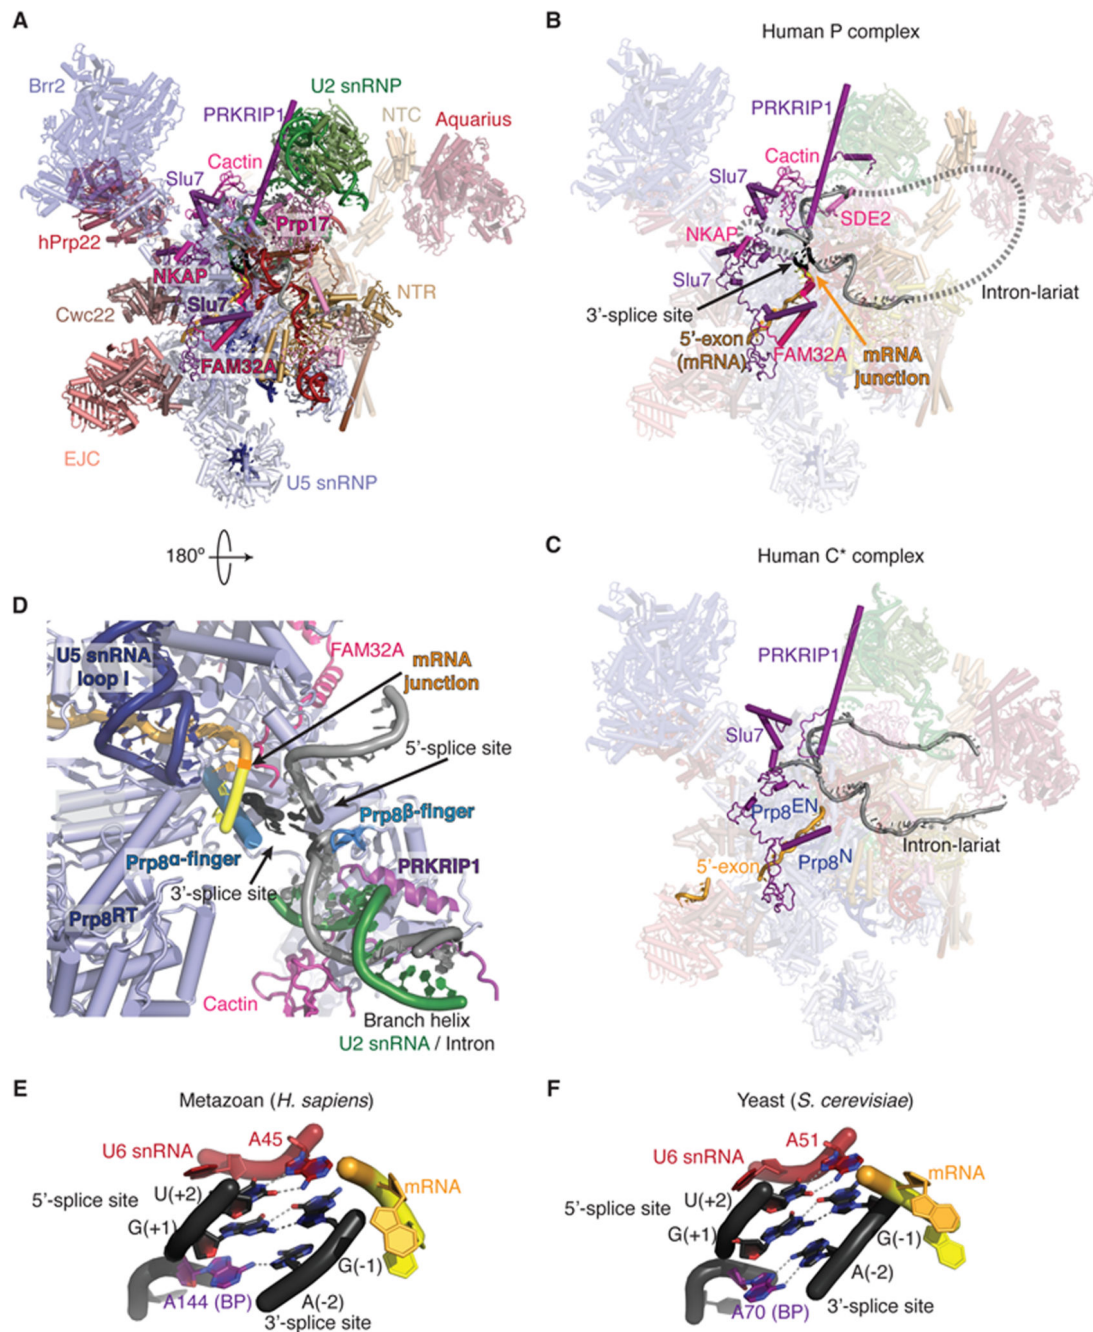 A
Brr2
U2 snRNP
PRKRIP1
NTC
Aquarius
Cactin
Slu7
Prp17
hPrp22
NKAP
Slu7
NTR
Cwc22
FAM32A
EJC
U5 snRNP
180º
B
Human P complex
PRKRIP1
Cactin
Slu7
SDE2
NKAP
Slu7
Intron-lariat
3'-splice site
5'-exon
(mRNA)
FAM32A
mRNA
junction
C
Human C* complex
PRKRIP1
Slu7
Prp8EN
Intron-lariat
5'-exon
Prp8N
D
U5 snRNA
loop I
FAM32A
mRNA
junction
5'-splice site
Prp8β-finger
Prp8α-finger
PRKRIP1
3'-splice site
Prp8RT
Cactin
Branch helix
U2 snRNA / Intron
E
Metazoan (H. sapiens)
A45
U6 snRNA
mRNA
U(+2)
5'-splice site
G(+1)
G(-1)
A144 (BP)
A(-2)
3'-splice site
F
Yeast (S. cerevisiae)
A51
U6 snRNA
mRNA
U(+2)
5'-splice site
G(+1)
G(-1)
A(-2)
A70 (BP)
3'-splice site